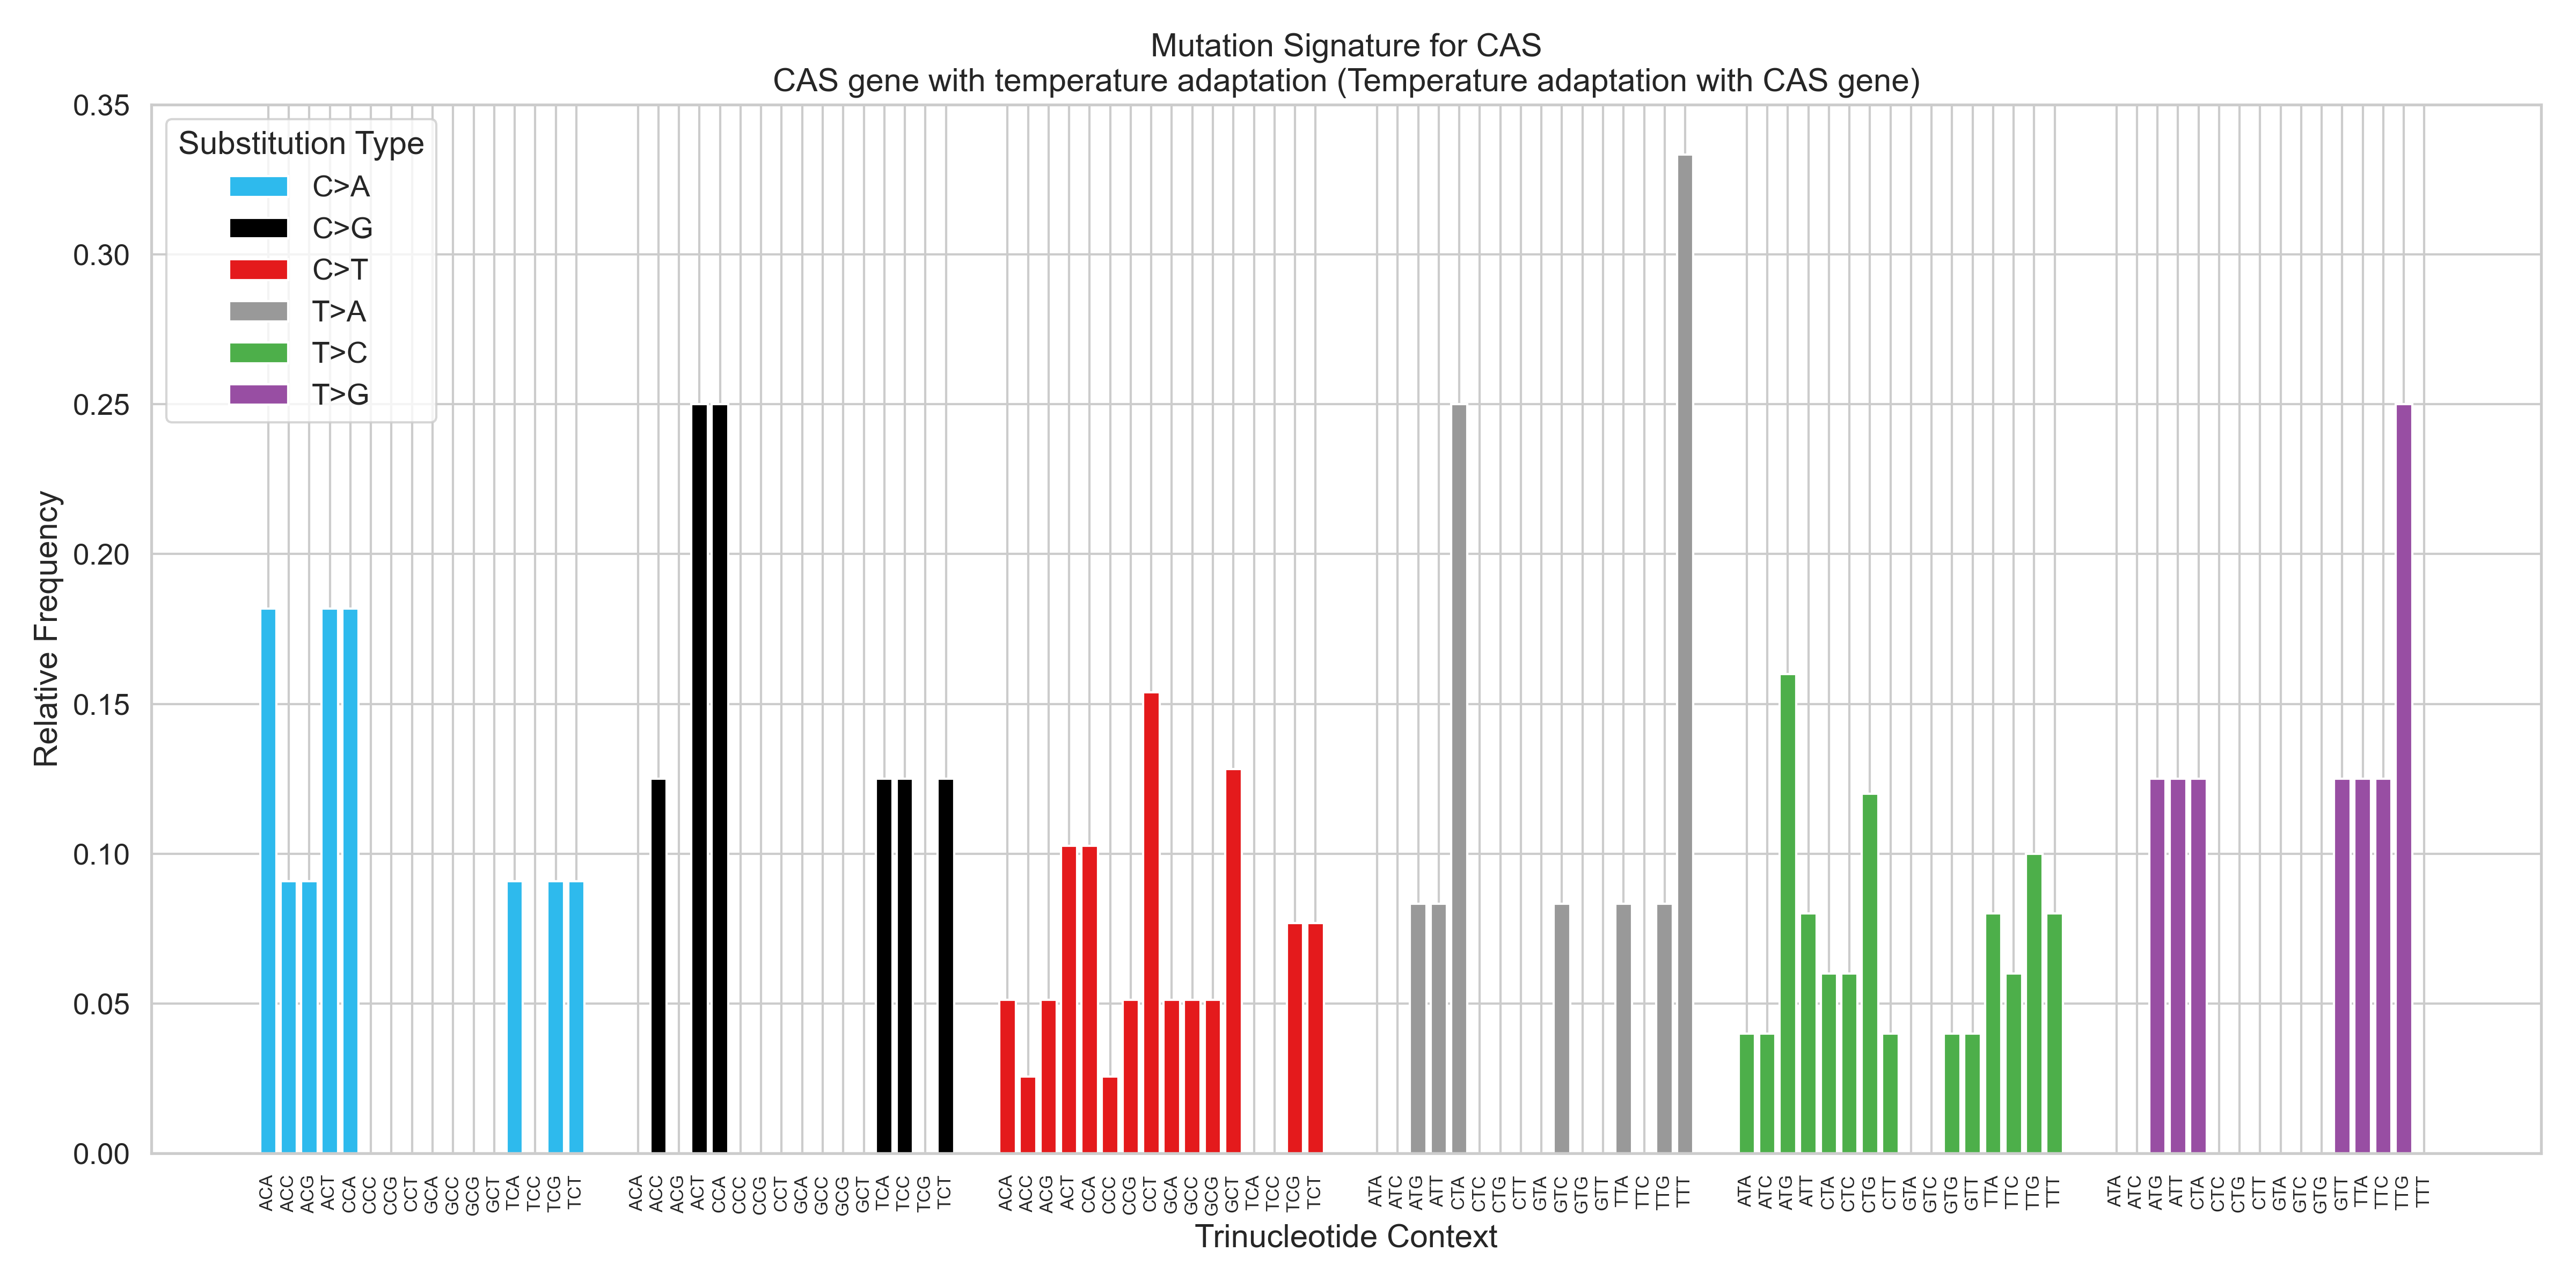 Mutation Signature for CAS
CAS gene with temperature adaptation (Temperature adaptation with CAS gene)
Substitution Type
C>A
C>G
C>T
T>A
T>C
T>G
Relative Frequency
0.35
0.30
0.25
0.20
0.15
0.10
0.05
0.00
ACA ACC ACG ACT CCA CCC CCG CCT GCA GCC GCG GCT TCA TCC TCG TCT ACA ACC ACG ACT CCA CCC CCG CCT GCA GCC GCG GCT TCA TCC TCG TCT ACA ACC ACG ACT CCA CCC CCG CCT GCA GCC GCG GCT TCA TCC TCG TCT ATA ATC ATG ATT CTA CTC CTG CTT GTA GTC GTG GTT TTA TTC TTG TTT ATA ATC ATG ATT CTA CTC CTG CTT GTA GTC GTG GTT TTA TTC TTG TTT ATA ATC ATG ATT CTA CTC CTG CTT GTA GTC GTG GTT TTA TTC TTG TTT
Trinucleotide Context